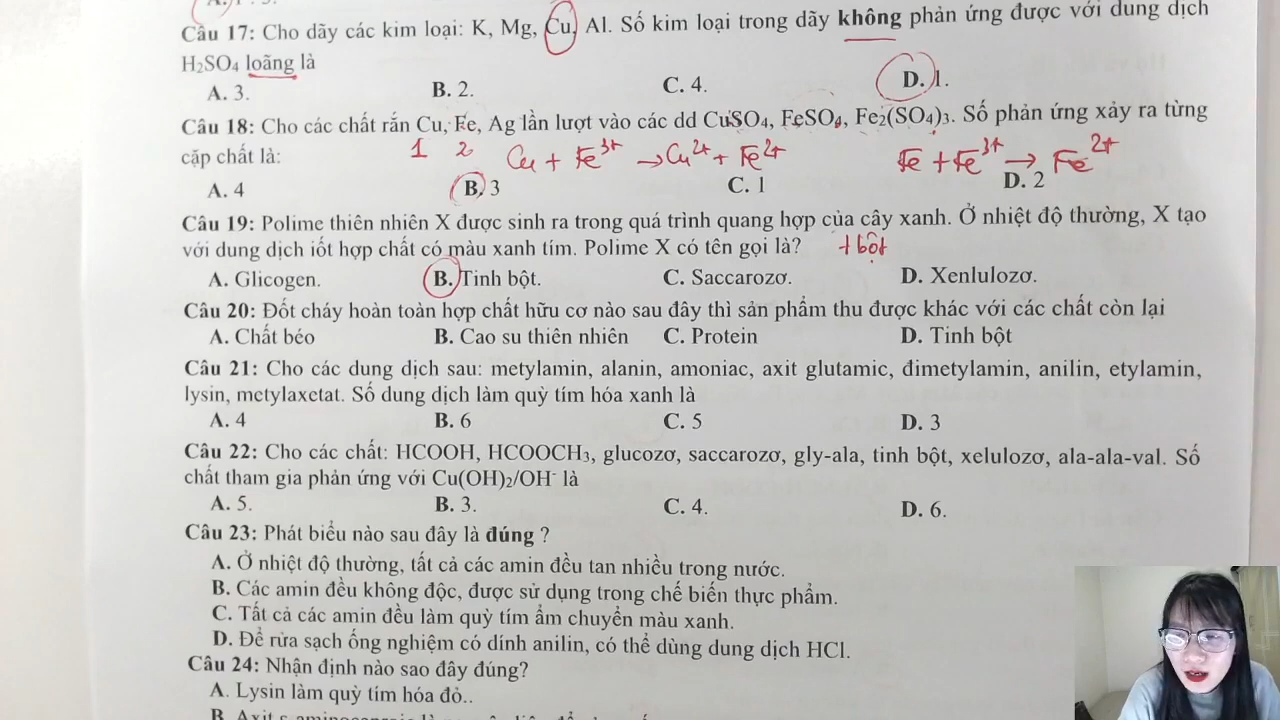 Câu 17: Cho dãy các kim loại: K, Mg, Cu, Al. Số kim loại trong dãy không phản ứng được với dung dịch
H2SO4 loãng là
A. 3. B. 2. C. 4. D. 1.
Câu 18: Cho các chất rắn Cu, Fe, Ag lần lượt vào các dd CuSO4, FeSO4, Fe2(SO4)3. Số phản ứng xảy ra từng
cặp chất là:
1 2 Cu + Fe3+ → Cu2+ + Fe2+ Fe + Fe3+ → Fe2+
A. 4 B. 3 C. 1 D. 2
Câu 19: Polime thiên nhiên X được sinh ra trong quá trình quang hợp của cây xanh. Ở nhiệt độ thường, X tạo
với dung dịch iốt hợp chất có màu xanh tím. Polime X có tên gọi là? t bột
A. Glicogen. B. Tinh bột. C. Saccarozơ. D. Xenlulozơ.
Câu 20: Đốt cháy hoàn toàn hợp chất hữu cơ nào sau đây thì sản phẩm thu được khác với các chất còn lại
A. Chất béo B. Cao su thiên nhiên C. Protein D. Tinh bột
Câu 21: Cho các dung dịch sau: metylamin, alanin, amoniac, axit glutamic, đimetylamin, anilin, etylamin,
lysin, metylaxetat. Số dung dịch làm quỳ tím hóa xanh là
A. 4 B. 6 C. 5 D. 3
Câu 22: Cho các chất: HCOOH, HCOOCH3, glucozơ, saccarozơ, gly-ala, tinh bột, xelulozơ, ala-ala-val. Số
chất tham gia phản ứng với Cu(OH)2/OH- là
A. 5. B. 3. C. 4. D. 6.
Câu 23: Phát biểu nào sau đây là đúng ?
A. Ở nhiệt độ thường, tất cả các amin đều tan nhiều trong nước.
B. Các amin đều không độc, được sử dụng trong chế biến thực phẩm.
C. Tất cả các amin đều làm quỳ tím ẩm chuyển màu xanh.
D. Để rửa sạch ống nghiệm có dính anilin, có thể dùng dung dịch HCl.
Câu 24: Nhận định nào sao đây đúng?
A. Lysin làm quỳ tím hóa đỏ..
B. Axit